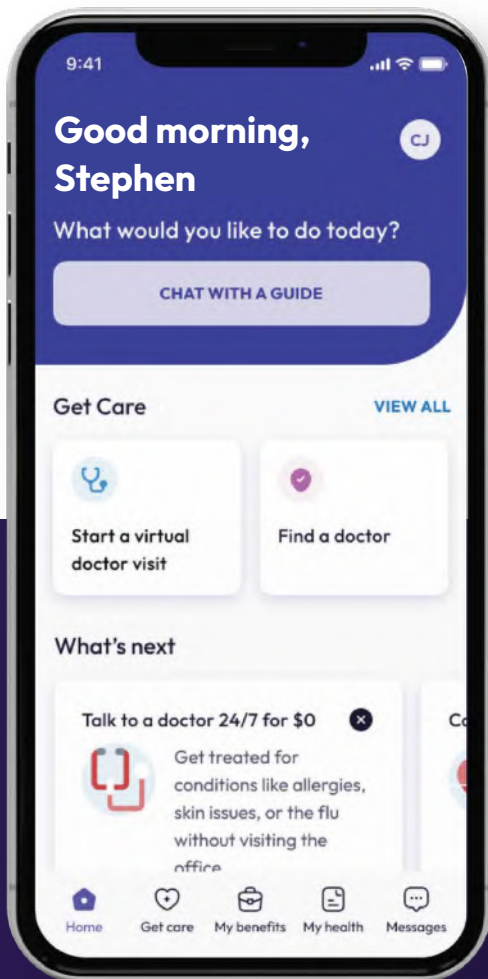 9:41
Good morning,
Stephen
CJ
What would you like to do today?
CHAT WITH A GUIDE
Get Care
VIEW ALL
Start a virtual
doctor visit
Find a doctor
What's next
Talk to a doctor 24/7 for $0
Get treated for
conditions like allergies,
skin issues, or the flu
without visiting the
office
Home
Get care
My benefits
My health
Messages